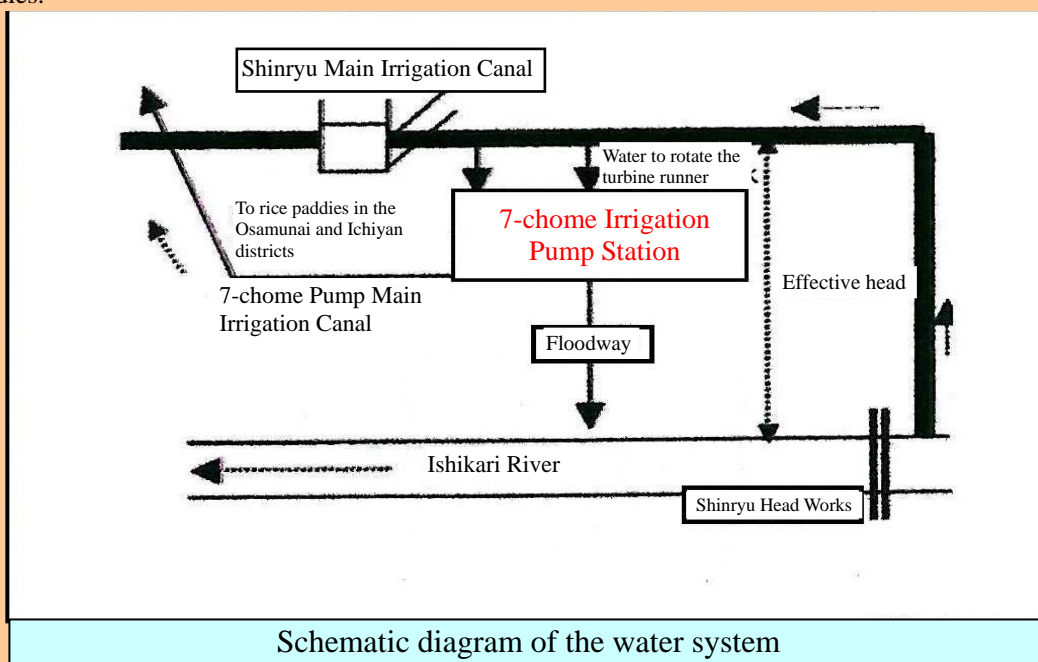 Shinryu Main Irrigation Canal
Water to rotate the
turbine runner
To rice paddies in the
Osamunai and Ichiyan
districts
7-chome Irrigation
Pump Station
Effective head
7-chome Pump Main
Irrigation Canal
Floodway
Ishikari River
Shinryu Head Works
Schematic diagram of the water system